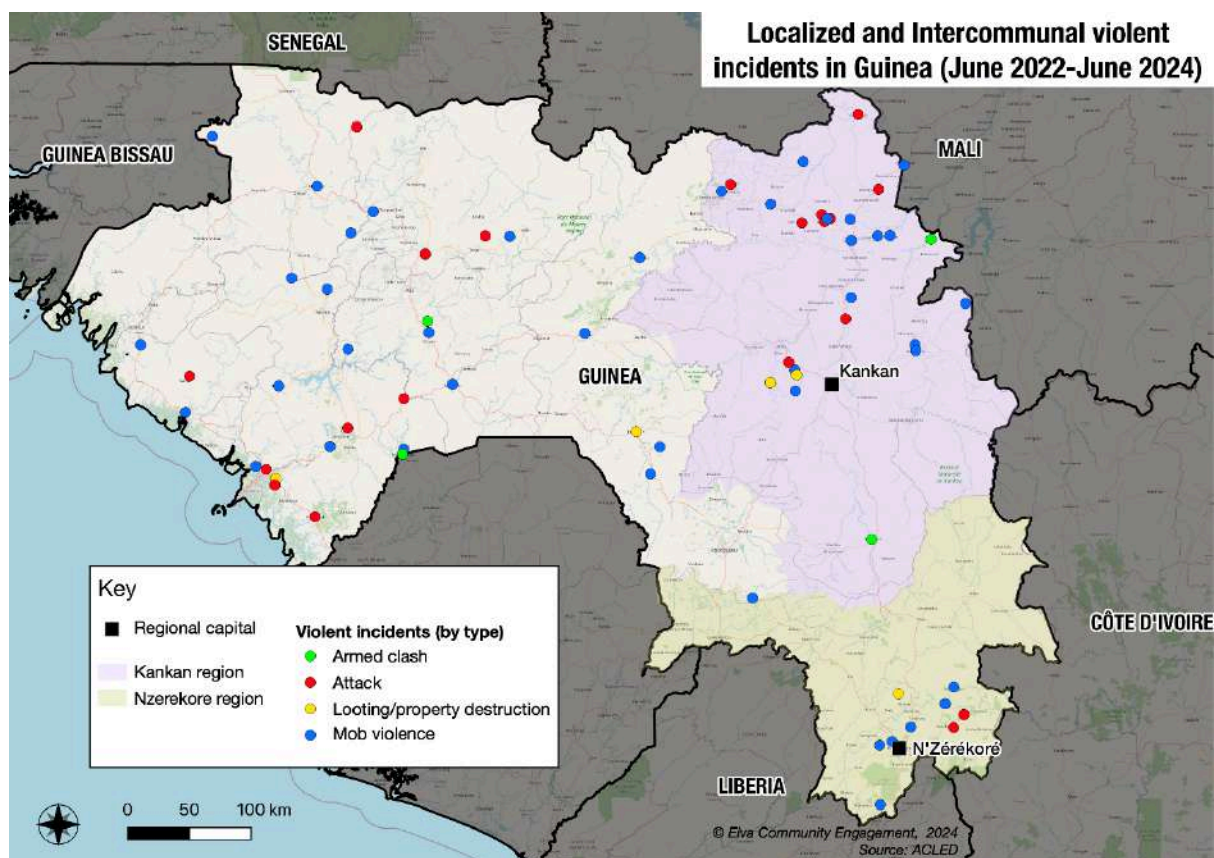 Localized and Intercommunal violent
incidents in Guinea (June 2022-June 2024)
SENEGAL
GUINEA BISSAU
MALI
GUINEA
Kankan
CÔTE D'IVOIRE
N'Zérékoré
LIBERIA
Key
Regional capital
Kankan region
Nzerekore region
Violent incidents (by type)
Armed clash
Attack
Looting/property destruction
Mob violence
0 50 100 km
© Elva Community Engagement, 2024
Source: ACLED